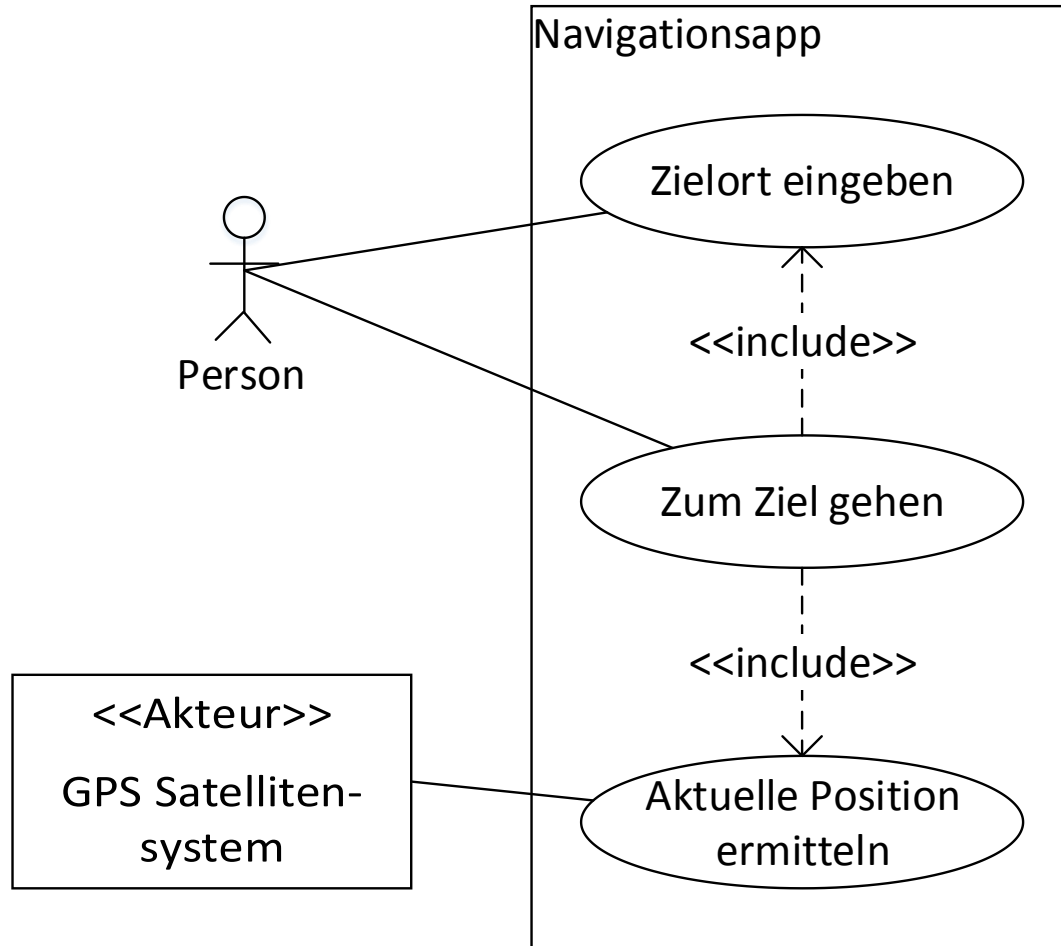 Navigationsapp
Zielort eingeben
<<include>>
Person
Zum Ziel gehen
<<include>>
<<Akteur>>
GPS Satelliten-
system
Aktuelle Position
ermitteln